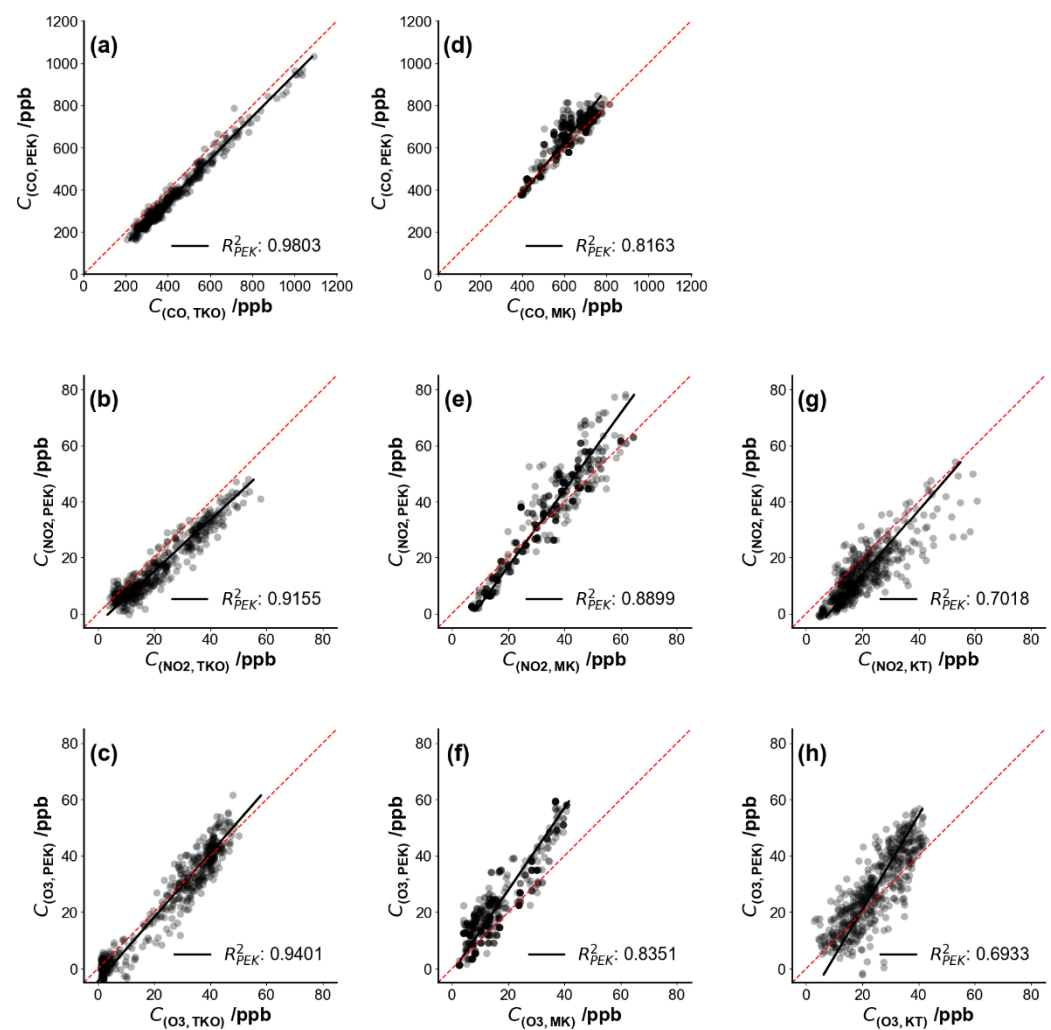 (a)
1200
1000
800
600
400
200
0
C(CO, PEK) /ppb
R²PEK: 0.9803
0 200 400 600 800 1000 1200
C(CO, TKO) /ppb
(d)
1200
1000
800
600
400
200
0
C(CO, PEK) /ppb
R²PEK: 0.8163
0 200 400 600 800 1000 1200
C(CO, MK) /ppb
(b)
80
60
40
20
0
C(NO2, PEK) /ppb
R²PEK: 0.9155
0 20 40 60 80
C(NO2, TKO) /ppb
(e)
80
60
40
20
0
C(NO2, PEK) /ppb
R²PEK: 0.8899
0 20 40 60 80
C(NO2, MK) /ppb
(g)
80
60
40
20
0
C(NO2, PEK) /ppb
R²PEK: 0.7018
0 20 40 60 80
C(NO2, KT) /ppb
(c)
80
60
40
20
0
C(O3, PEK) /ppb
R²PEK: 0.9401
0 20 40 60 80
C(O3, TKO) /ppb
(f)
80
60
40
20
0
C(O3, PEK) /ppb
R²PEK: 0.8351
0 20 40 60 80
C(O3, MK) /ppb
(h)
80
60
40
20
0
C(O3, PEK) /ppb
R²PEK: 0.6933
0 20 40 60 80
C(O3, KT) /ppb